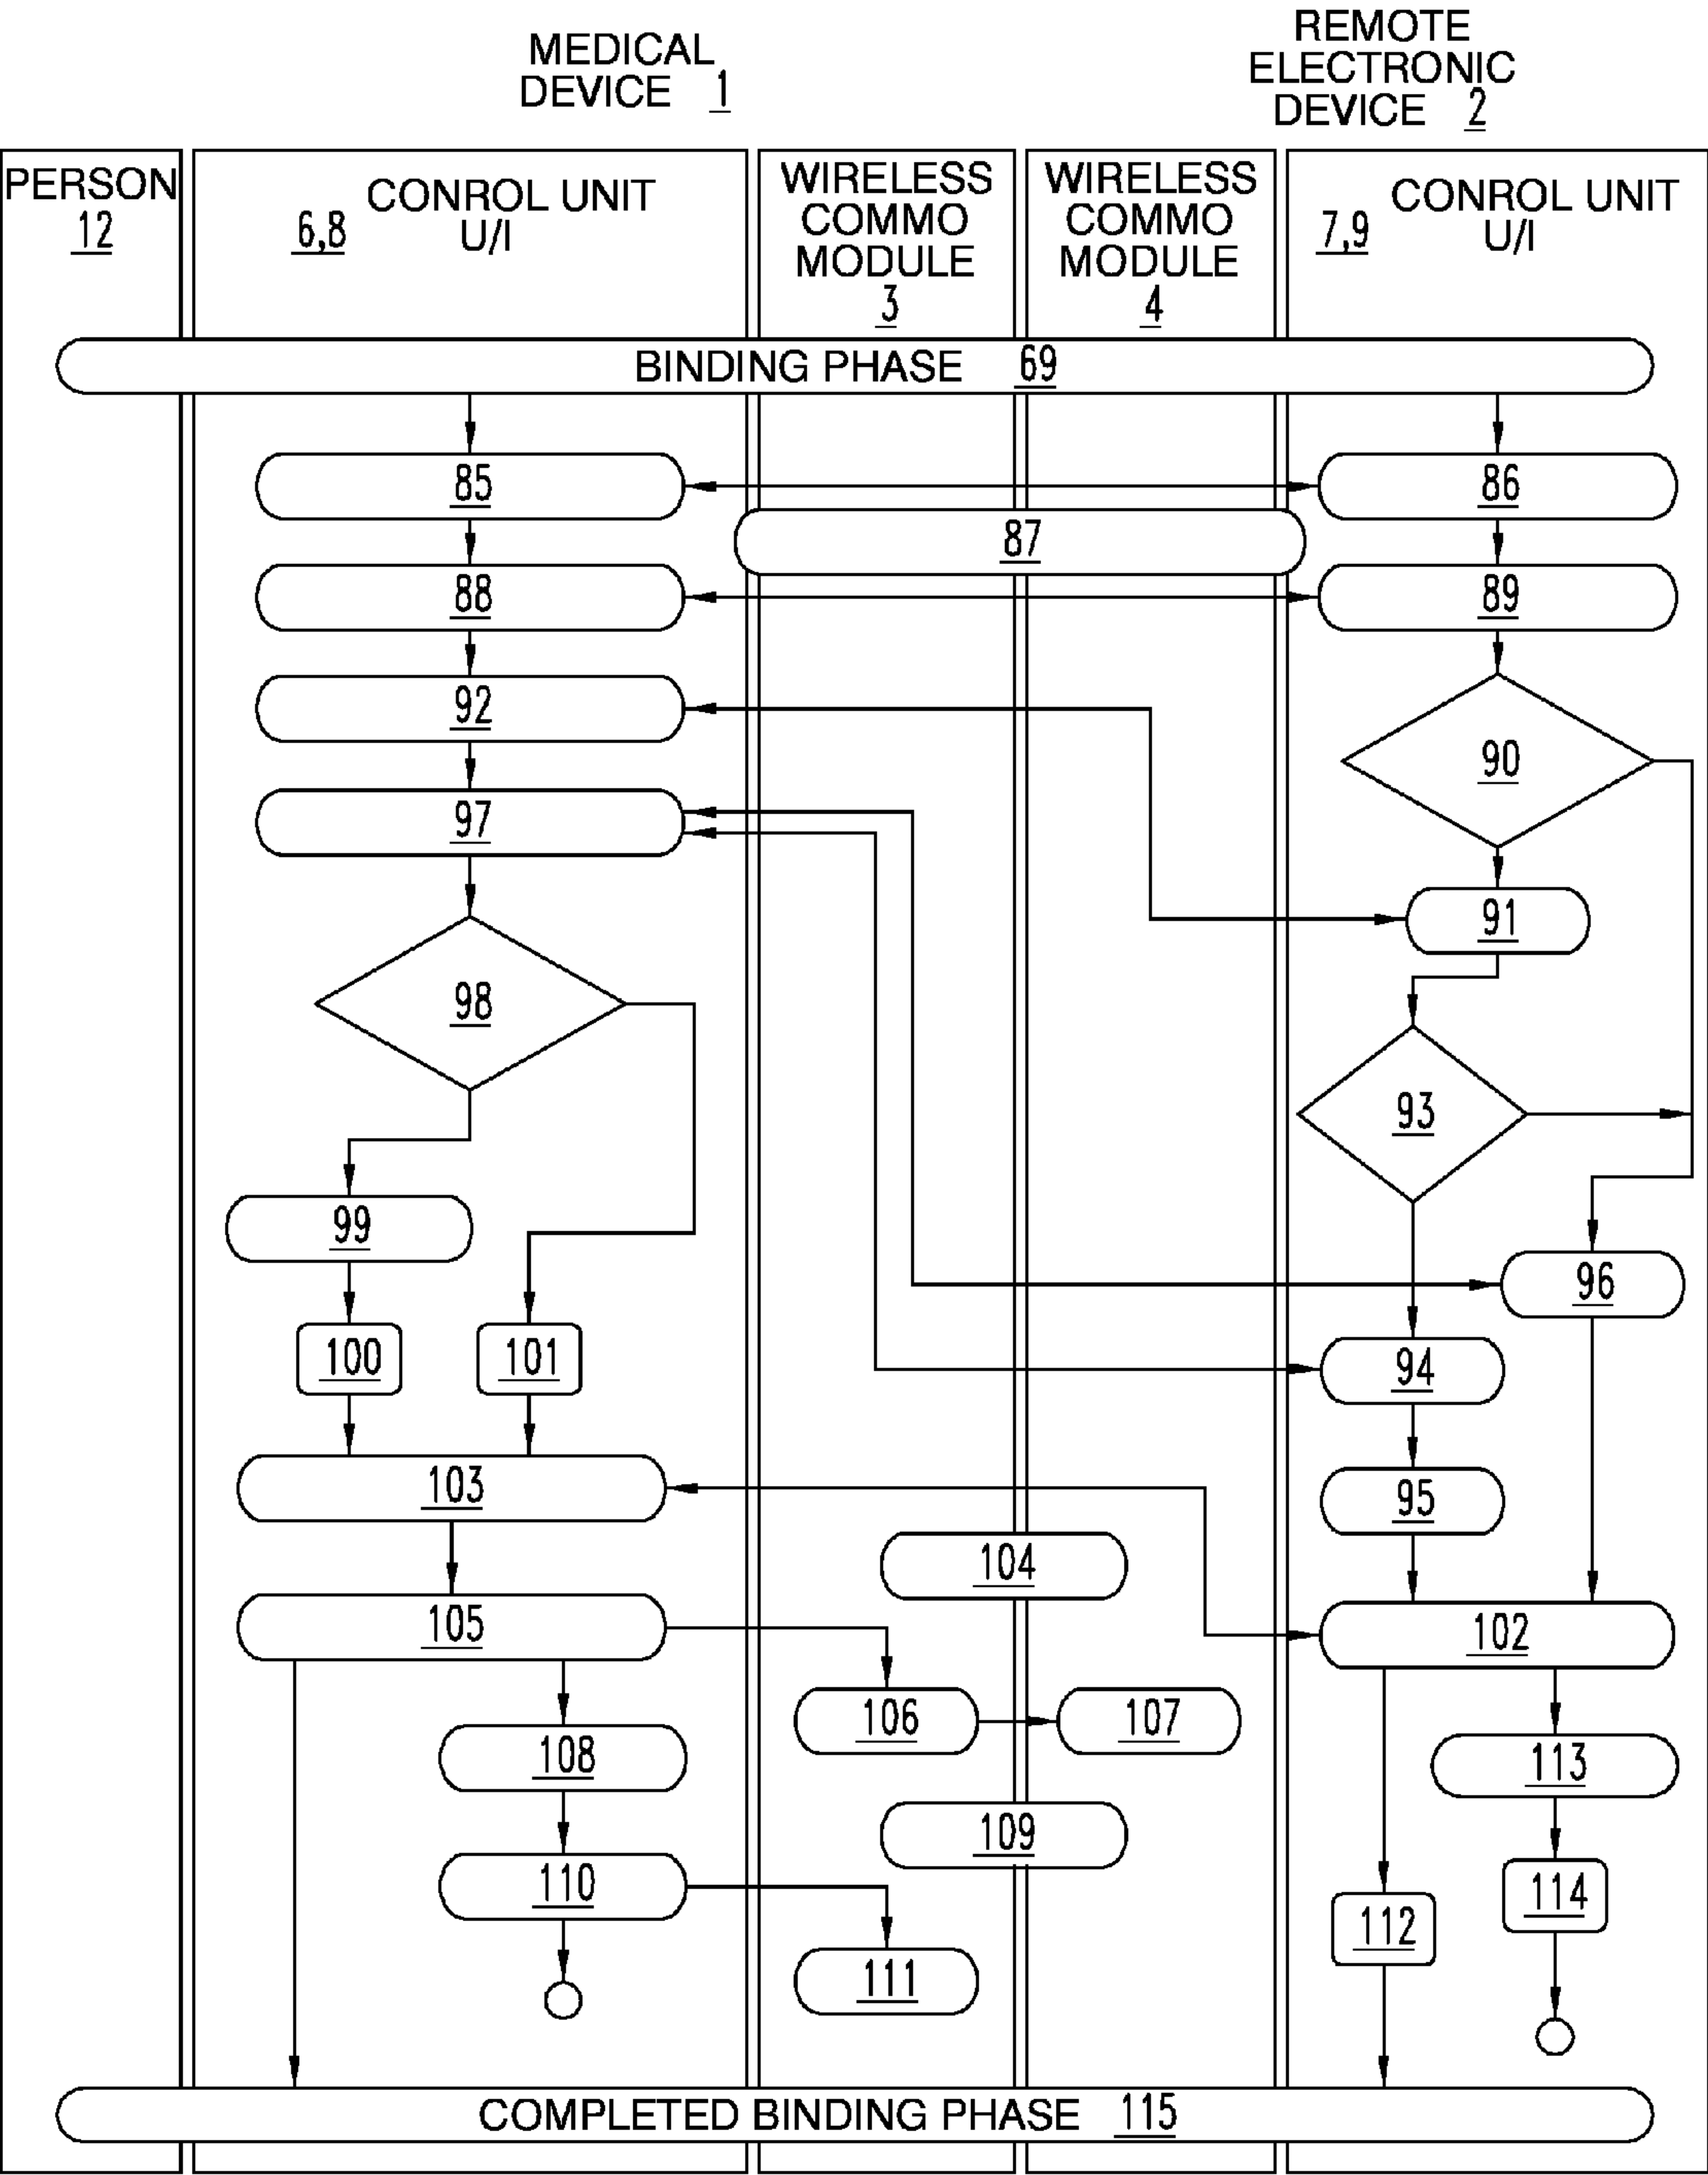 MEDICAL
DEVICE 1
REMOTE
ELECTRONIC
DEVICE 2
PERSON
12
CONROL UNIT
6,8 U/I
WIRELESS
COMMO
MODULE
3
WIRELESS
COMMO
MODULE
4
CONROL UNIT
7,9 U/I
BINDING PHASE 69
85
86
87
88
89
92
90
97
91
98
93
99
96
100
101
94
103
95
104
105
102
106
107
108
113
109
110
114
112
111
COMPLETED BINDING PHASE 115